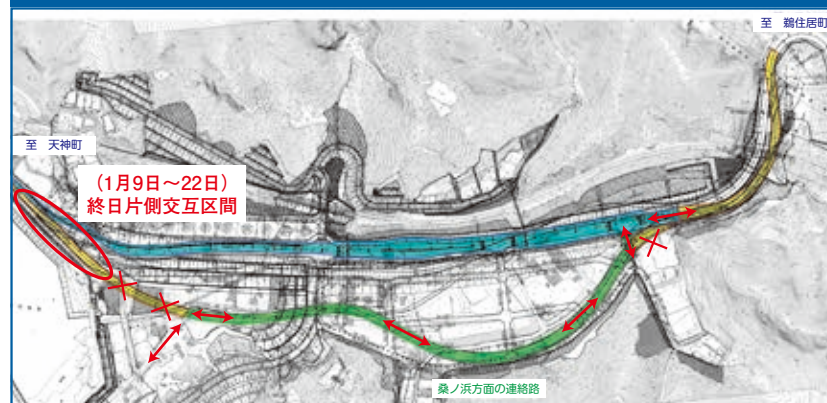 至　鵜住居町
至　天神町
（1月9日～22日）
終日片側交互区間
桑ノ浜方面の連絡路